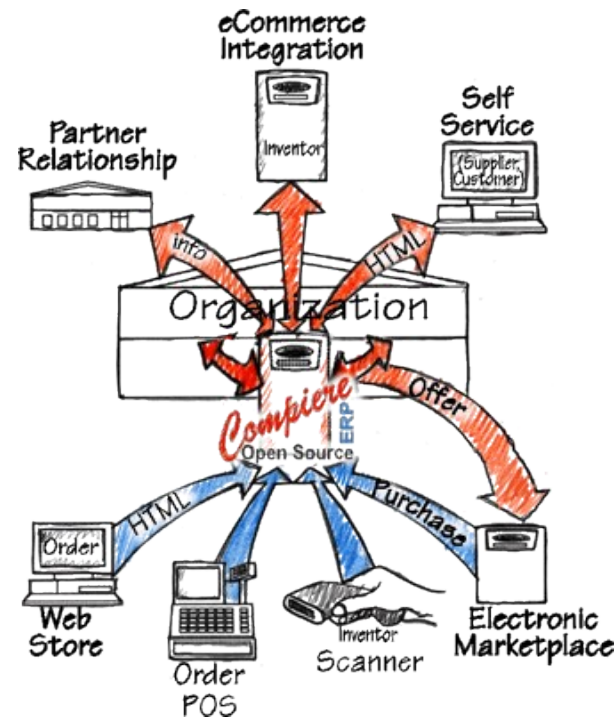 eCommerce
Integration
Inventor
Self
Service
(Supplier,
Customer)
Partner
Relationship
info
HTML
Organization
Offer
Compiere
ERP
Open Source
HTML
Purchase
Order
Web
Store
Order
POS
Inventor
Scanner
Electronic
Marketplace